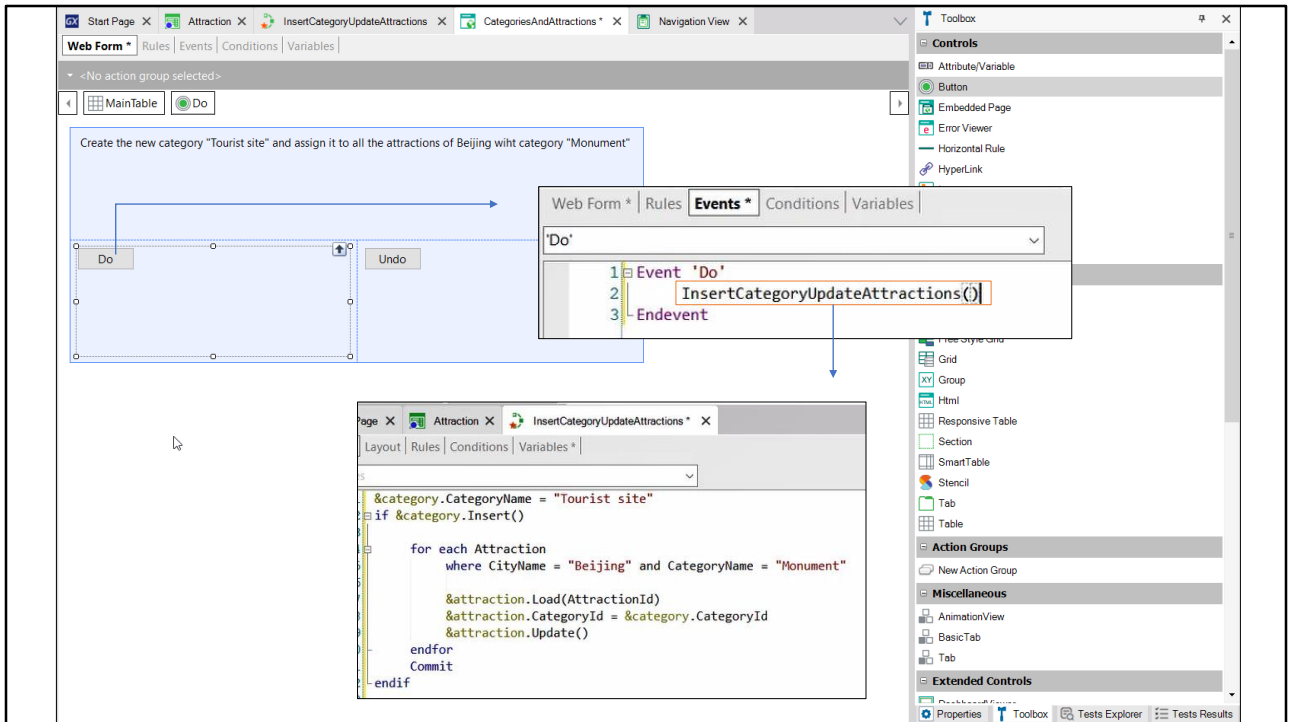 Start Page
Attraction
InsertCategoryUpdateAttractions
CategoriesAndAttractions *
Navigation View
Web Form *
Rules
Events
Conditions
Variables
<No action group selected>
MainTable
Do
Create the new category "Tourist site" and assign it to all the attractions of Beijing wiht category "Monument"
Do
Undo
Web Form *
Rules
Events *
Conditions
Variables
'Do'
1 Event 'Do'
2 InsertCategoryUpdateAttractions()
3 Endevent
Page
Attraction
InsertCategoryUpdateAttractions *
Layout
Rules
Conditions
Variables *
&category.CategoryName = "Tourist site"
if &category.Insert()
for each Attraction
where CityName = "Beijing" and CategoryName = "Monument"
&attraction.Load(AttractionId)
&attraction.CategoryId = &category.CategoryId
&attraction.Update()
endfor
Commit
endif
Toolbox
Controls
Attribute/Variable
Button
Embedded Page
Error Viewer
Horizontal Rule
HyperLink
Free Style Grid
Grid
Group
Html
Responsive Table
Section
SmartTable
Stencil
Tab
Table
Action Groups
New Action Group
Miscellaneous
AnimationView
BasicTab
Tab
Extended Controls
Properties
Toolbox
Tests Explorer
Tests Results